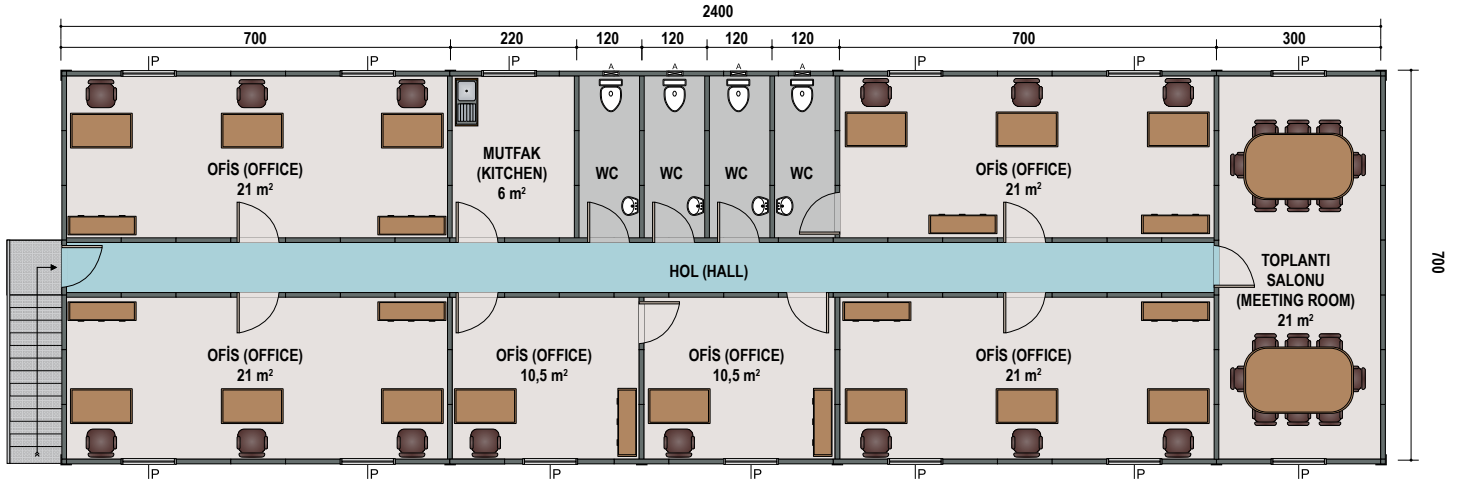 2400
700
220
120
120
120
120
700
300
P
P
P
A
A
A
A
P
P
P
OFİS (OFFICE)
21 m²
MUTFAK
(KITCHEN)
6 m²
WC
WC
WC
WC
OFİS (OFFICE)
21 m²
HOL (HALL)
TOPLANTI
SALONU
(MEETING ROOM)
21 m²
700
OFİS (OFFICE)
21 m²
OFİS (OFFICE)
10,5 m²
OFİS (OFFICE)
10,5 m²
OFİS (OFFICE)
21 m²
P
P
P
P
P
P
P